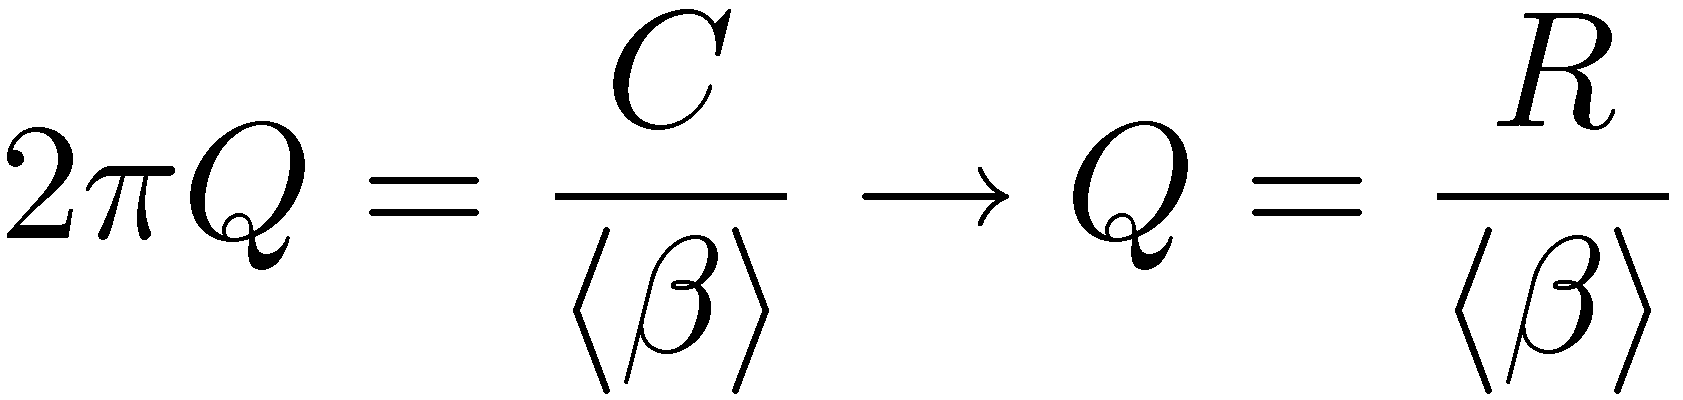 2πQ = C/⟨β⟩ → Q = R/⟨β⟩